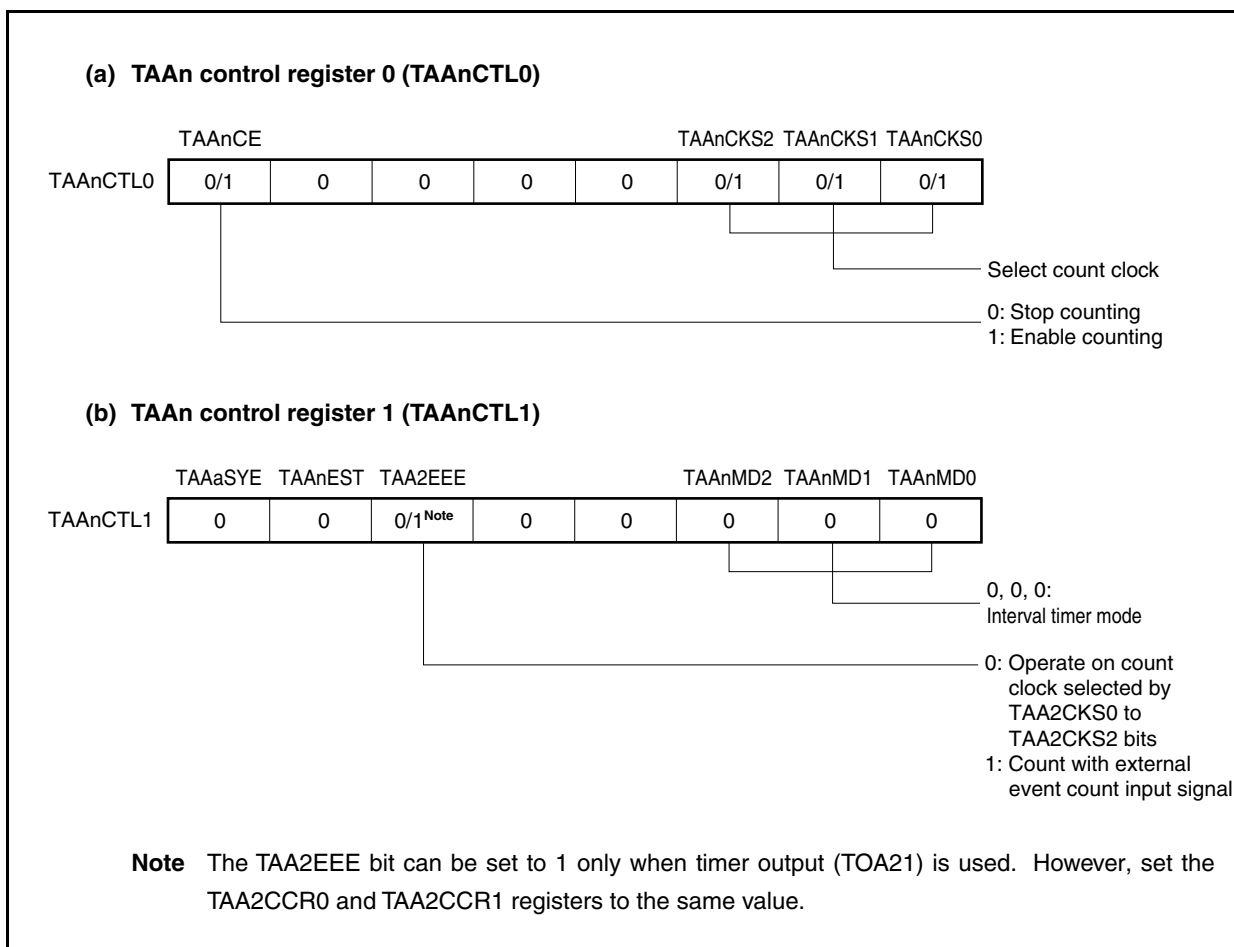 (a) TAAn control register 0 (TAAnCTL0)
TAAnCE TAAnCKS2 TAAnCKS1 TAAnCKS0
TAAnCTL0 0/1 0 0 0 0 0/1 0/1 0/1
Select count clock
0: Stop counting
1: Enable counting
(b) TAAn control register 1 (TAAnCTL1)
TAAaSYE TAAnEST TAA2EEE TAAnMD2 TAAnMD1 TAAnMD0
TAAnCTL1 0 0 0/1Note 0 0 0 0 0
0, 0, 0:
Interval timer mode
0: Operate on count
clock selected by
TAA2CKS0 to
TAA2CKS2 bits
1: Count with external
event count input signal
Note The TAA2EEE bit can be set to 1 only when timer output (TOA21) is used. However, set the
TAA2CCR0 and TAA2CCR1 registers to the same value.